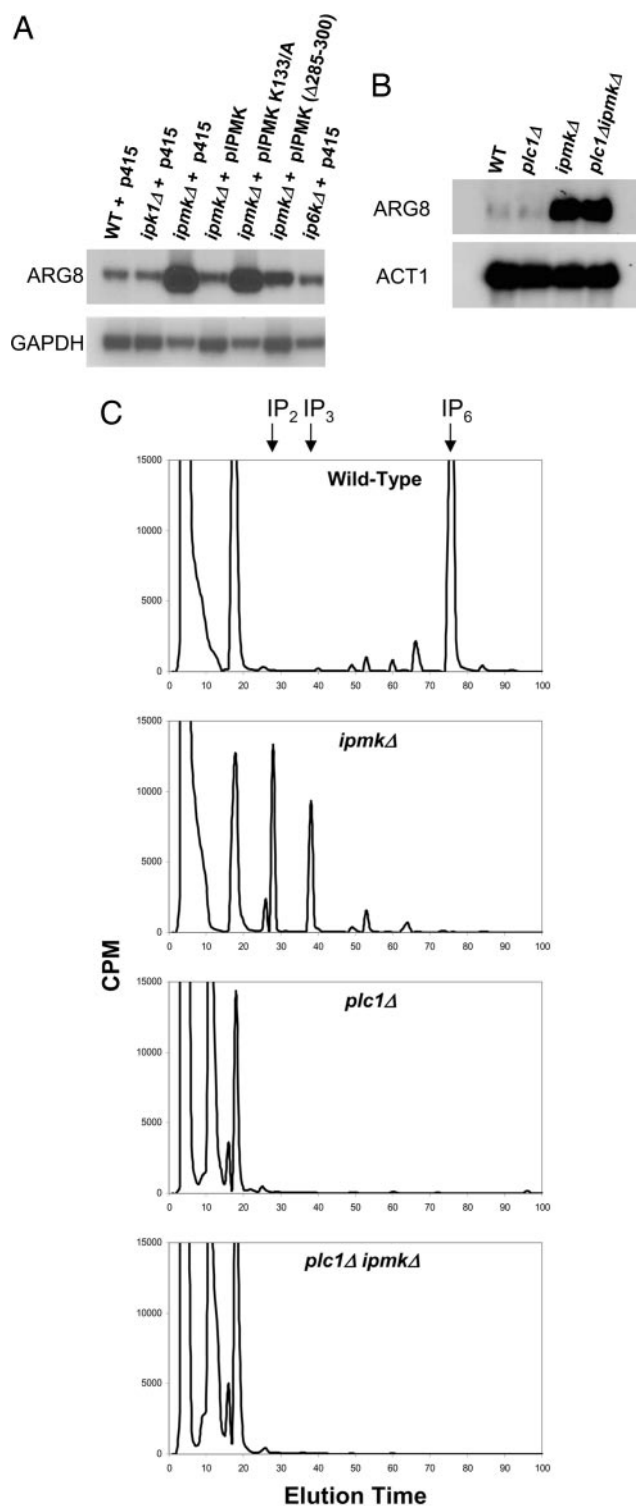 A
WT + p415
ipk1Δ + p415
ipmkΔ + p415
ipmkΔ + pIPMK
ipmkΔ + pIPMK K133/A
ipmkΔ + pIPMK (Δ285-300)
ip6kΔ + p415
ARG8
GAPDH
B
WT
plc1Δ
ipmkΔ
plc1Δipmkδ
ARG8
ACT1
C
IP2 IP3 IP6
Wild-Type
15000
10000
5000
0
0 10 20 30 40 50 60 70 80 90 100
ipmkΔ
15000
10000
5000
0
0 10 20 30 40 50 60 70 80 90 100
CPM
plc1Δ
15000
10000
5000
0
0 10 20 30 40 50 60 70 80 90 100
plc1Δ ipmkΔ
15000
10000
5000
0
0 10 20 30 40 50 60 70 80 90 100
Elution Time